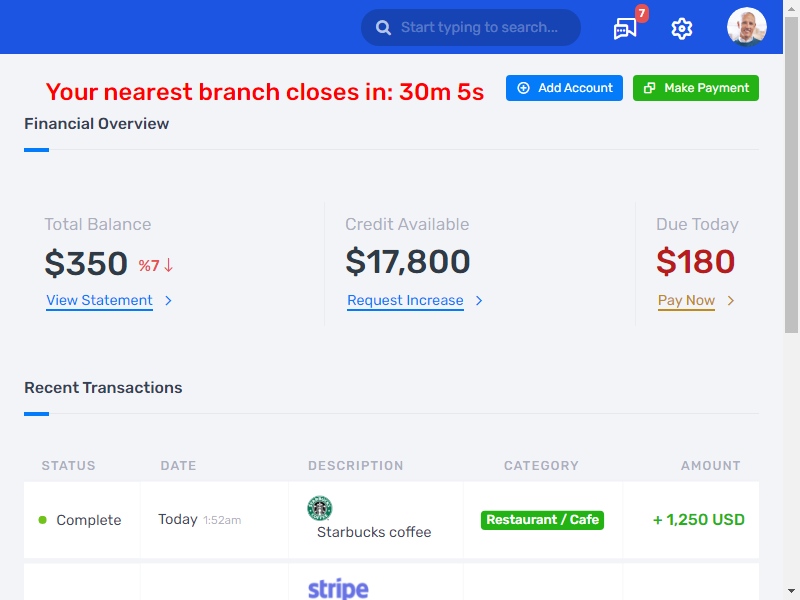 Start typing to search...
7
Your nearest branch closes in: 30m 5s
Add Account
Make Payment
Financial Overview
Total Balance
Credit Available
Due Today
$350 %7
$17,800
$180
View Statement
Request Increase
Pay Now
Recent Transactions
STATUS DATE DESCRIPTION CATEGORY AMOUNT
Complete
Today 1:52am
Starbucks coffee
Restaurant / Cafe
+ 1,250 USD
stripe